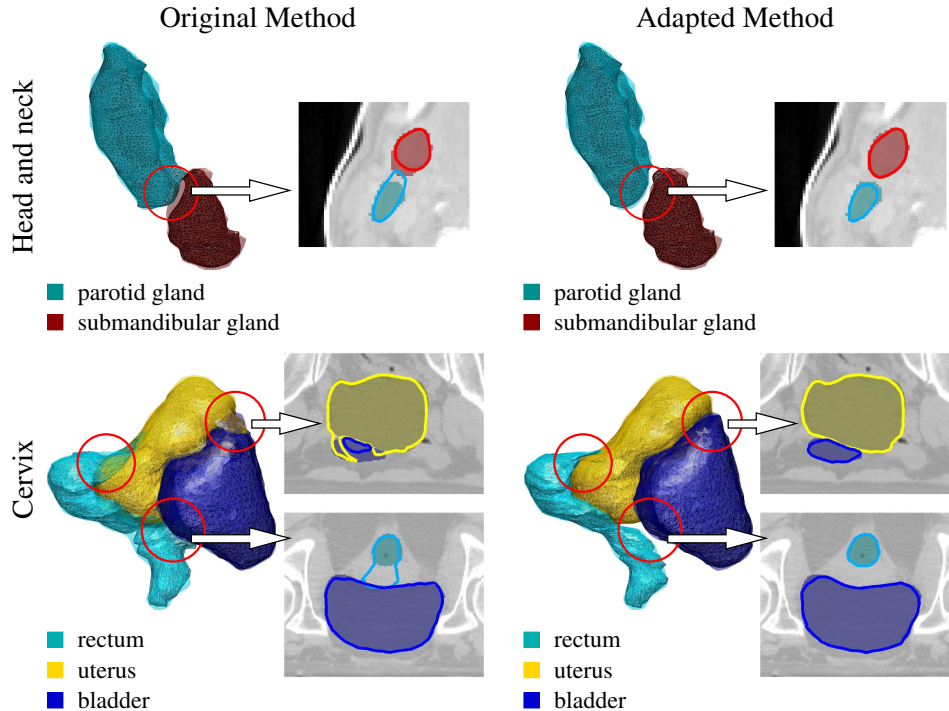 Original Method
Adapted Method
Head and neck
parotid gland
submandibular gland
parotid gland
submandibular gland
Cervix
rectum
uterus
bladder
rectum
uterus
bladder